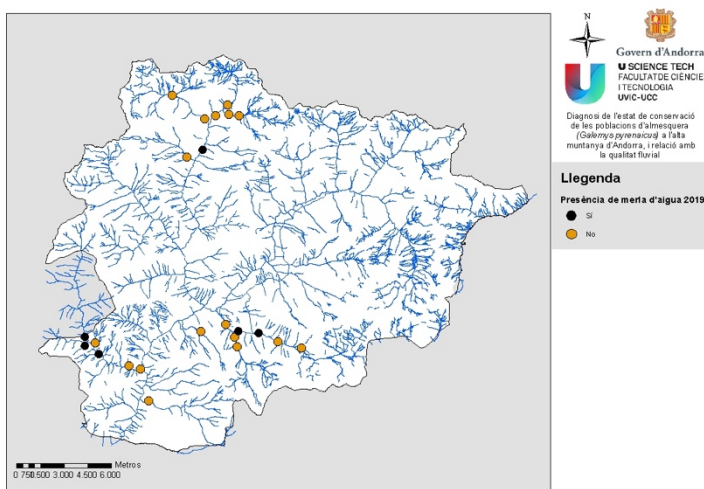 N
Govern d'Andorra
U SCIENCE TECH
FACULTAT DE CIÈNCIE
I TECNOLOGIA
UVIC-UCC
Diagnosi de l'estat de conservació
de les poblacions d'almesquera
(Galemys pyrenaicus) a l'alta
muntanya d'Andorra, i relació amb
la qualitat fluvial
Llegenda
Presència de merla d'aigua 2019
Sí
No
Metros
0 750 1.500 3.000 4.500 6.000